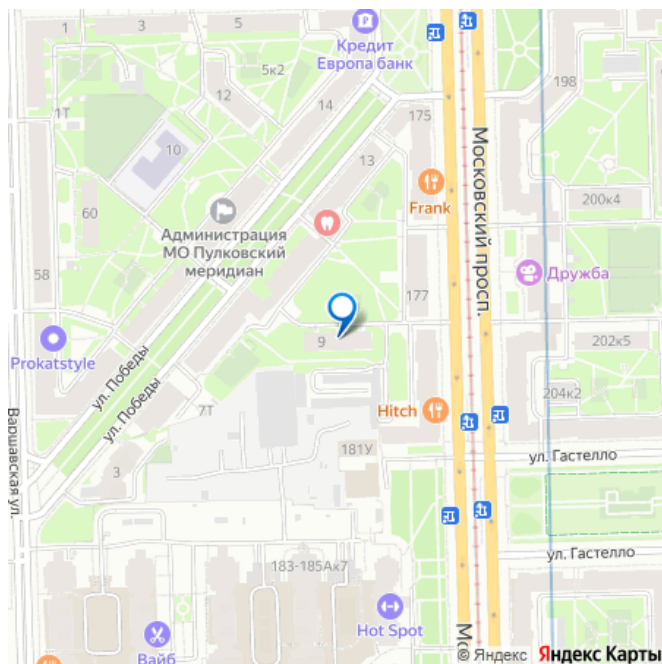 1
3
5
Кредит
Европа банк
5к2
198
12
14
1Т
175
10
13
Московский просп.
Frank
200к4
60
Администрация
МО Пулковский
меридиан
58
Дружба
177
9
Prokatstyle
202к5
ул. Победы
ул. Победы
204к2
7Т
Hitch
Варшавская ул.
181У
ул. Гастелло
3
ул. Гастелло
183-185Ак7
Hot Spot
Вайб
Мо
© Яндекс Яндекс Карты